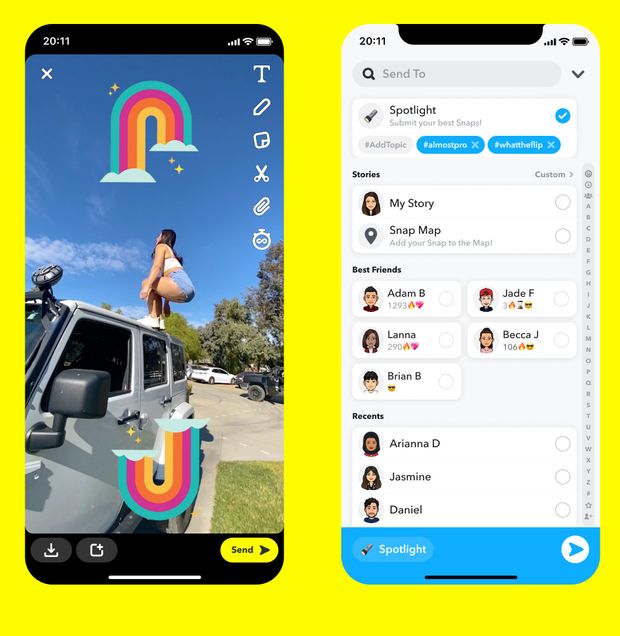 20:11
T
Send
20:11
Send To
Spotlight
Submit your best Snaps!
#AddTopic
#almostpro
#whattheflip
Stories
Custom
My Story
Snap Map
Add your Snap to the Map!
Best Friends
Adam B
1293🔥💖
Jade F
3🔥⌛😎
Lanna
290🔥💖
Becca J
106🔥😎
Brian B
😎
Recents
Arianna D
Jasmine
Daniel
A
B
C
D
E
F
G
H
I
J
K
L
M
N
O
P
Q
R
S
T
U
V
W
X
Y
Z
#
Spotlight